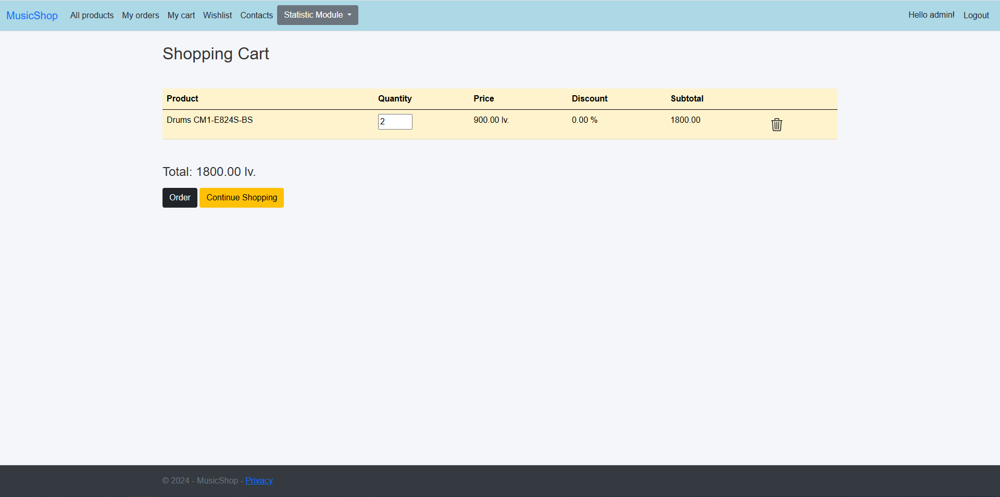 MusicShop All products My orders My cart Wishlist Contacts Statistic Module Hello admin! Logout
Shopping Cart
Product Quantity Price Discount Subtotal
Drums CM1-E824S-BS 2 900.00 lv. 0.00 % 1800.00
Total: 1800.00 lv.
Order Continue Shopping
© 2024 - MusicShop - Privacy